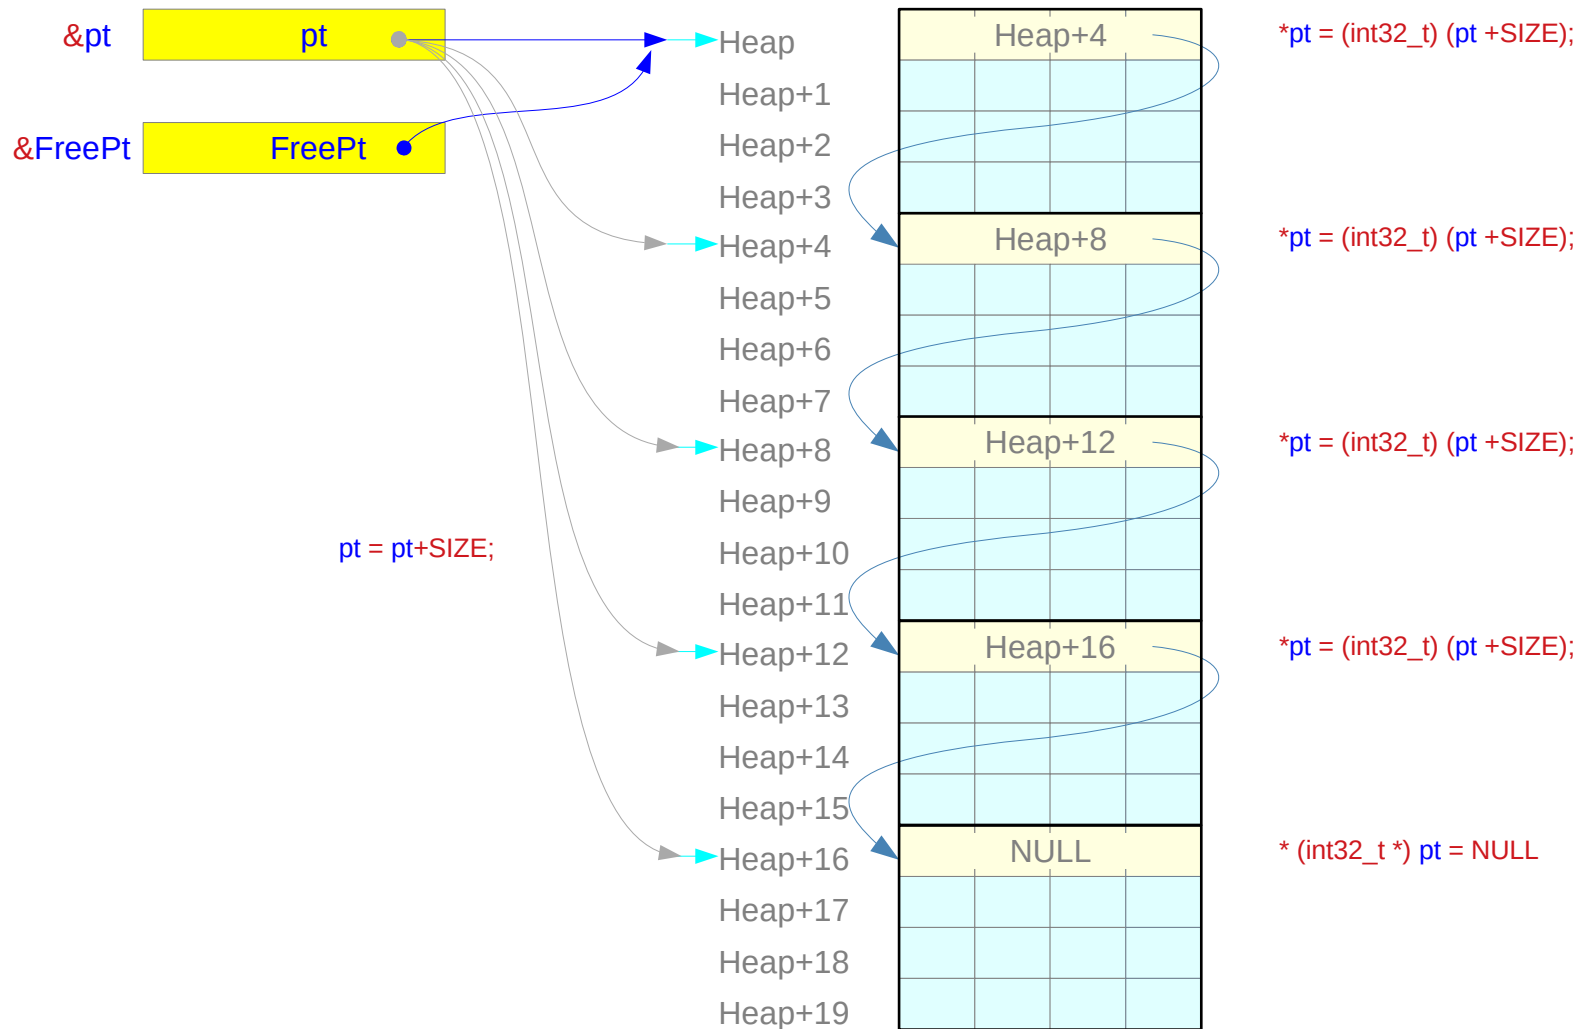 &pt pt Heap Heap+4 *pt = (int32_t) (pt +SIZE);
Heap+1
&FreePt FreePt Heap+2
Heap+3
Heap+4 Heap+8 *pt = (int32_t) (pt +SIZE);
Heap+5
Heap+6
Heap+7
Heap+8 Heap+12 *pt = (int32_t) (pt +SIZE);
Heap+9
pt = pt+SIZE; Heap+10
Heap+11
Heap+12 Heap+16 *pt = (int32_t) (pt +SIZE);
Heap+13
Heap+14
Heap+15
Heap+16 NULL * (int32_t *) pt = NULL
Heap+17
Heap+18
Heap+19